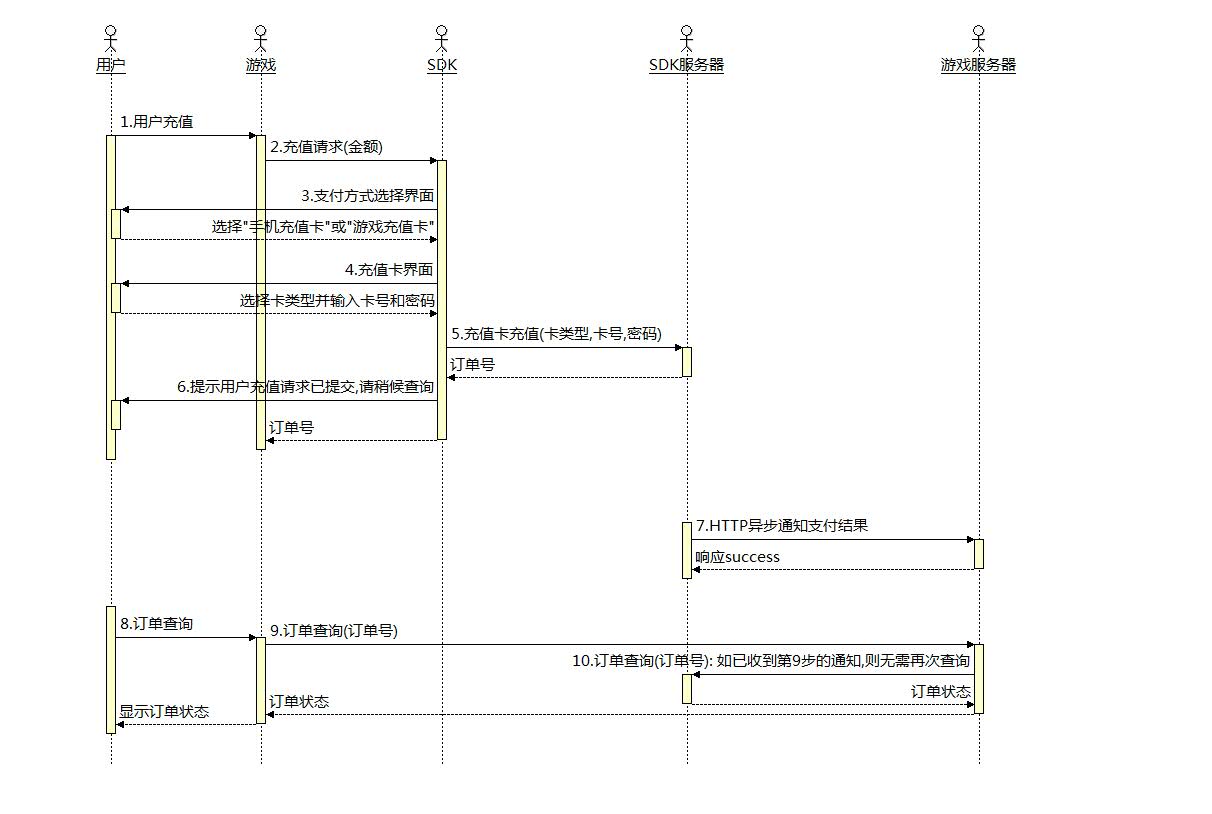 用户
游戏
SDK
SDK服务器
游戏服务器
1.用户充值
2.充值请求(金额)
3.支付方式选择界面
选择"手机充值卡"或"游戏充值卡"
4.充值卡界面
选择卡类型并输入卡号和密码
5.充值卡充值(卡类型,卡号,密码)
订单号
6.提示用户充值请求已提交,请稍候查询
订单号
7.HTTP异步通知支付结果
响应success
8.订单查询
9.订单查询(订单号)
10.订单查询(订单号): 如已收到第9步的通知,则无需再次查询
订单状态
订单状态
显示订单状态